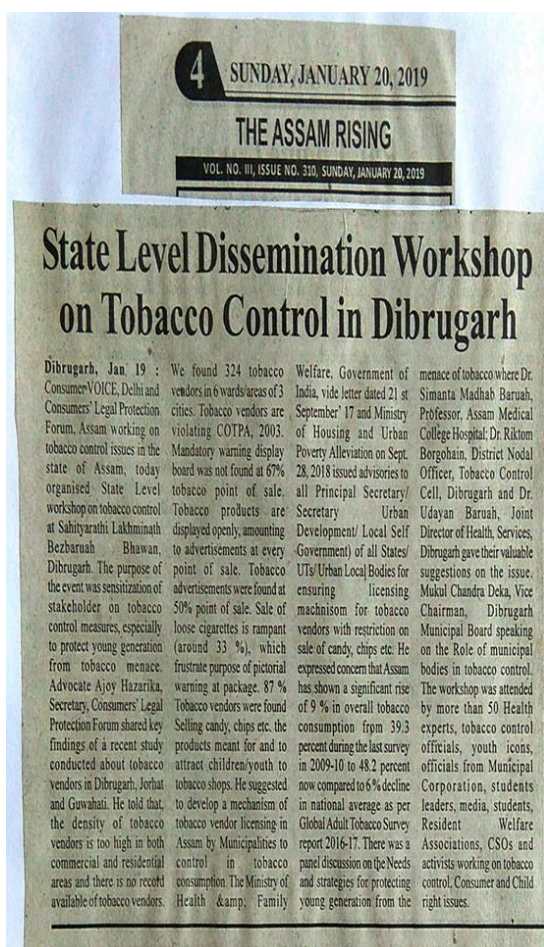 4
SUNDAY, JANUARY 20, 2019
THE ASSAM RISING
VOL. NO. III, ISSUE NO. 310, SUNDAY, JANUARY 20, 2019
State Level Dissemination Workshop
on Tobacco Control in Dibrugarh
Dibrugarh, Jan 19 :
Consumer VOICE, Delhi and
Consumers' Legal Protection
Forum, Assam working on
tobacco control issues in the
state of Assam, today
organised State Level
workshop on tobacco control
at Sahityarathi Lakhminath
Bezbaruah Bhawan,
Dibrugarh. The purpose of
the event was sensitization of
stakeholder on tobacco
control measures, especially
to protect young generation
from tobacco menace.
Advocate Ajoy Hazarika,
Secretary, Consumers' Legal
Protection Forum shared key
findings of a recent study
conducted about tobacco
vendors in Dibrugarh, Jorhat
and Guwahati. He told that,
the density of tobacco
vendors is too high in both
commercial and residential
areas and there is no record
available of tobacco vendors.
We found 324 tobacco
vendors in 6 wards/areas of 3
cities. Tobacco vendors are
violating COTPA, 2003.
Mandatory warning display
board was not found at 67%
tobacco point of sale.
Tobacco products are
displayed openly, amounting
to advertisements at every
point of sale. Tobacco
advertisements were found at
50% point of sale. Sale of
loose cigarettes is rampant
(around 33 %), which
frustrate purpose of pictorial
warning at package. 87 %
Tobacco vendors were found
Selling candy, chips etc. the
products meant for and to
attract children/youth to
tobacco shops. He suggested
to develop a mechanism of
tobacco vendor licensing in
Assam by Municipalities to
control in tobacco
consumption. The Ministry of
Health &amp; Family
Welfare, Government of
India, vide letter dated 21 st
September' 17 and Ministry
of Housing and Urban
Poverty Alleviation on Sept.
28, 2018 issued advisories to
all Principal Secretary/
Secretary Urban
Development/ Local Self
Government) of all States/
UTs/ Urban Local Bodies for
ensuring licensing
machnisom for tobacco
vendors with restriction on
sale of candy, chips etc. He
expressed concern that Assam
has shown a significant rise
of 9 % in overall tobacco
consumption from 39.3
percent during the last survey
in 2009-10 to 48.2 percent
now compared to 6 % decline
in national average as per
Global Adult Tobacco Survey
report 2016-17. There was a
panel discussion on the Needs
and strategies for protecting
young generation from the
menace of tobacco where Dr.
Simanta Madhab Baruah,
Professor, Assam Medical
College Hospital; Dr. Riktom
Borgohain, District Nodal
Officer, Tobacco Control
Cell, Dibrugarh and Dr.
Udayan Baruah, Joint
Director of Health, Services,
Dibrugarh gave their valuable
suggestions on the issue.
Mukul Chandra Deka, Vice
Chairman, Dibrugarh
Municipal Board speaking
on the Role of municipal
bodies in tobacco control.
The workshop was attended
by more than 50 Health
experts, tobacco control
officials, youth icons,
officials from Municipal
Corporation, students
leaders, media, students,
Resident Welfare
Associations, CSOs and
activists working on tobacco
control, Consumer and Child
right issues.